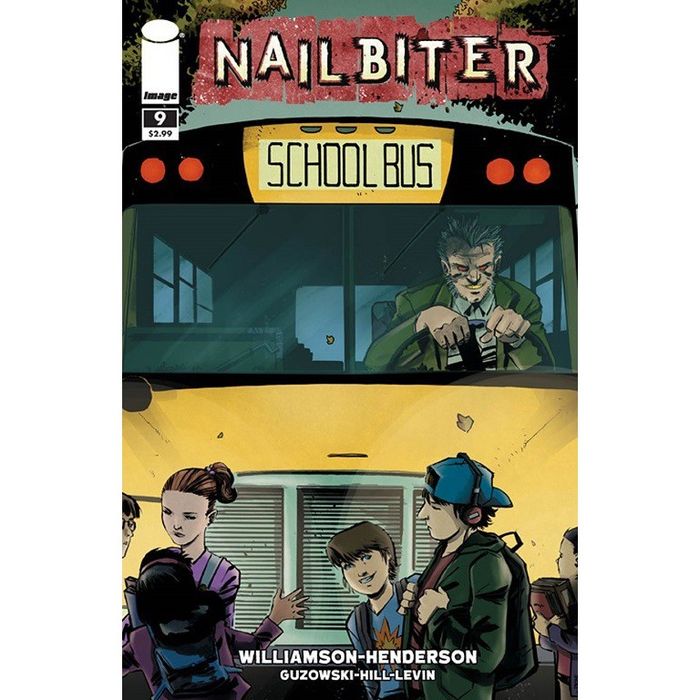 NAILBITER
image
9
$2.99
SCHOOL BUS
WILLIAMSON-HENDERSON
GUZOWSKI-HILL-LEVIN